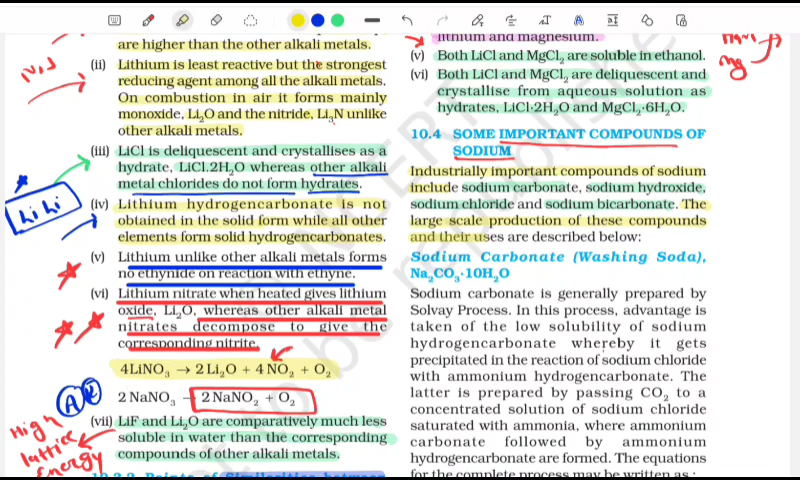 are higher than the other alkali metals.
(ii) Lithium is least reactive but the strongest
reducing agent among all the alkali metals.
On combustion in air it forms mainly
monoxide, Li₂O and the nitride, Li₃N unlike
other alkali metals.
(iii) LiCl is deliquescent and crystallises as a
hydrate, LiCl.2H₂O whereas other alkali
metal chlorides do not form hydrates.
(iv) Lithium hydrogencarbonate is not
obtained in the solid form while all other
elements form solid hydrogencarbonates.
(v) Lithium unlike other alkali metals forms
no ethynide on reaction with ethyne.
(vi) Lithium nitrate when heated gives lithium
oxide, Li₂O, whereas other alkali metal
nitrates decompose to give the
corresponding nitrite.
4LiNO₃ → 2 Li₂O + 4 NO₂ + O₂
2 NaNO₃ → 2 NaNO₂ + O₂
(vii) LiF and Li₂O are comparatively much less
soluble in water than the corresponding
compounds of other alkali metals.
High
lattice
Energy
lithium and magnesium.
(v) Both LiCl and MgCl₂ are soluble in ethanol.
(vi) Both LiCl and MgCl₂ are deliquescent and
crystallise from aqueous solution as
hydrates, LiCl·2H₂O and MgCl₂·6H₂O.
Mg
10.4 SOME IMPORTANT COMPOUNDS OF
SODIUM
Industrially important compounds of sodium
include sodium carbonate, sodium hydroxide,
sodium chloride and sodium bicarbonate. The
large scale production of these compounds
and their uses are described below:
Sodium Carbonate (Washing Soda),
Na₂CO₃·10H₂O
Sodium carbonate is generally prepared by
Solvay Process. In this process, advantage is
taken of the low solubility of sodium
hydrogencarbonate whereby it gets
precipitated in the reaction of sodium chloride
with ammonium hydrogencarbonate. The
latter is prepared by passing CO₂ to a
concentrated solution of sodium chloride
saturated with ammonia, where ammonium
carbonate followed by ammonium
hydrogencarbonate are formed. The equations
for the complete process may be written as :